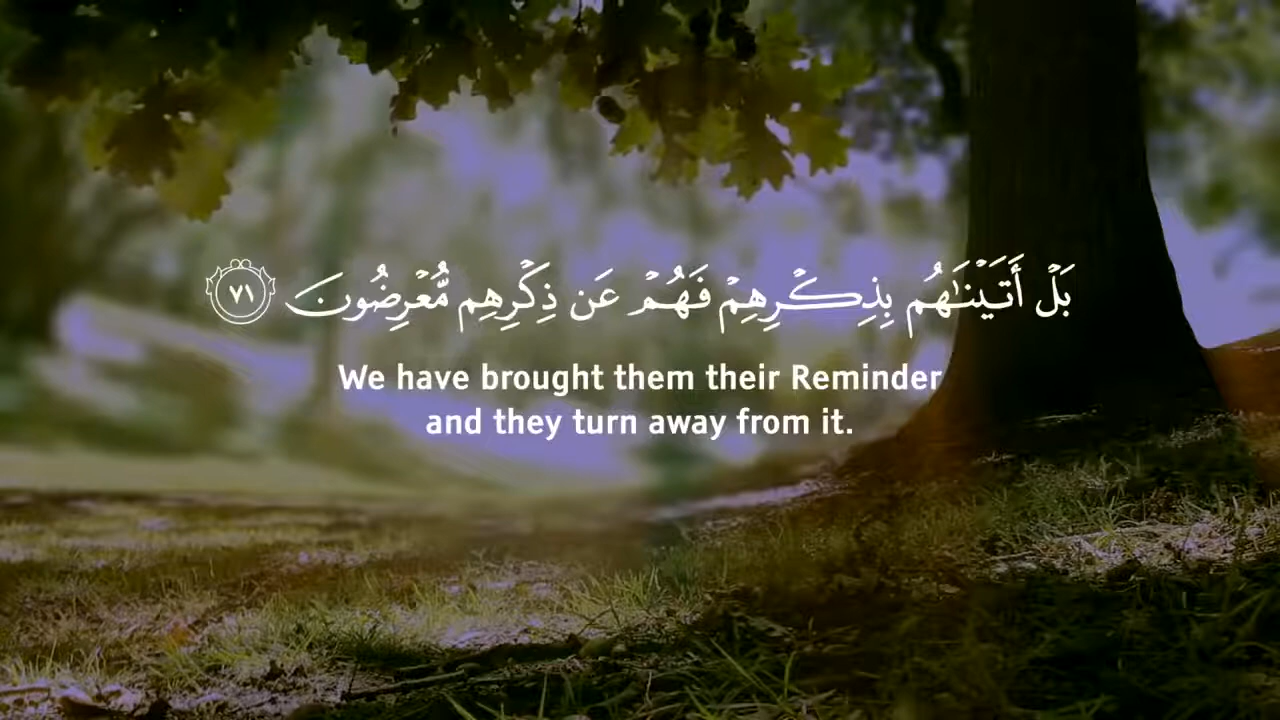 بَلْ أَتَيْنَٰهُم بِذِكْرِهِمْ فَهُمْ عَن ذِكْرِهِم مُّعْرِضُونَ ٧١
We have brought them their Reminder
and they turn away from it.